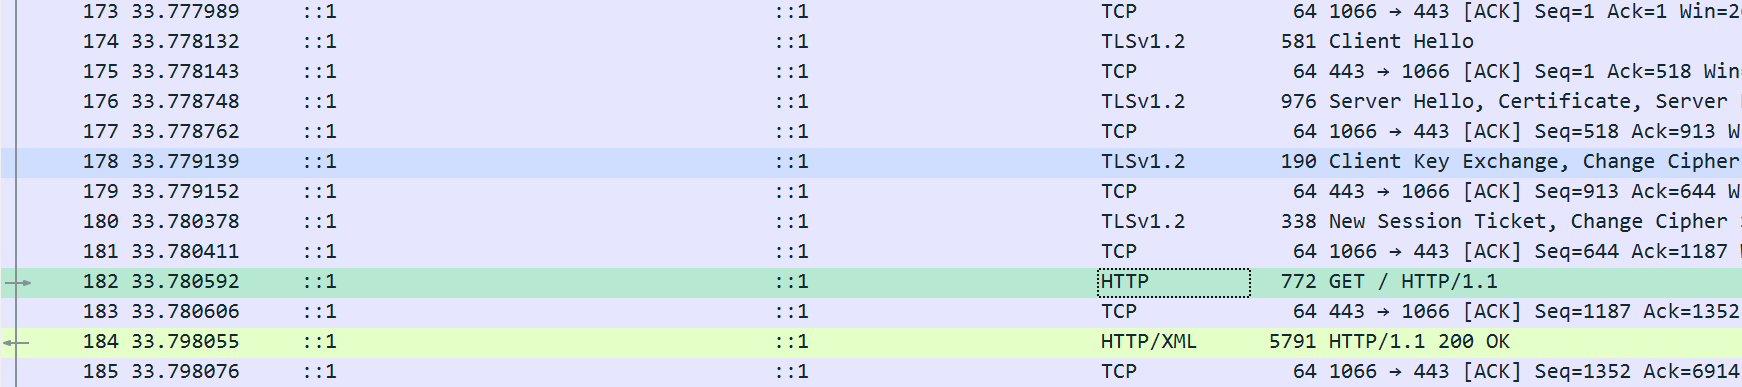 173 33.777989 ::1 ::1 TCP 64 1066 → 443 [ACK] Seq=1 Ack=1
174 33.778132 ::1 ::1 TLSv1.2 581 Client Hello
175 33.778143 ::1 ::1 TCP 64 443 → 1066 [ACK] Seq=1 Ack=518 Win
176 33.778748 ::1 ::1 TLSv1.2 976 Server Hello, Certificate, Server
177 33.778762 ::1 ::1 TCP 64 1066 → 443 [ACK] Seq=518 Ack=913 W
178 33.779139 ::1 ::1 TLSv1.2 190 Client Key Exchange, Change Cipher
179 33.779152 ::1 ::1 TCP 64 443 → 1066 [ACK] Seq=913 Ack=644 W
180 33.780378 ::1 ::1 TLSv1.2 338 New Session Ticket, Change Cipher
181 33.780411 ::1 ::1 TCP 64 1066 → 443 [ACK] Seq=644 Ack=1187
182 33.780592 ::1 ::1 HTTP 772 GET / HTTP/1.1
183 33.780606 ::1 ::1 TCP 64 443 → 1066 [ACK] Seq=1187 Ack=1352
184 33.798055 ::1 ::1 HTTP/XML 5791 HTTP/1.1 200 OK
185 33.798076 ::1 ::1 TCP 64 1066 → 443 [ACK] Seq=1352 Ack=6914